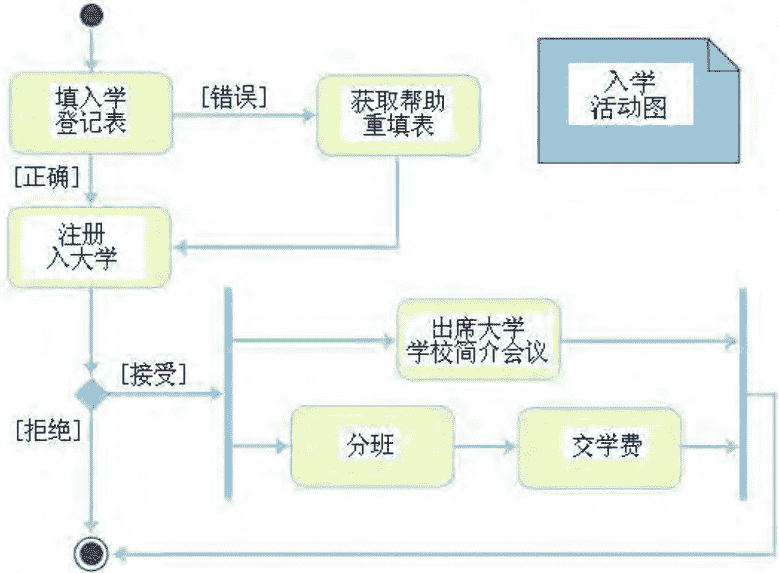 填入学
登记表
[错误]
获取帮助
重填表
入学
活动图
[正确]
注册
入大学
[接受]
出席大学
学校简介会议
[拒绝]
分班
交学费